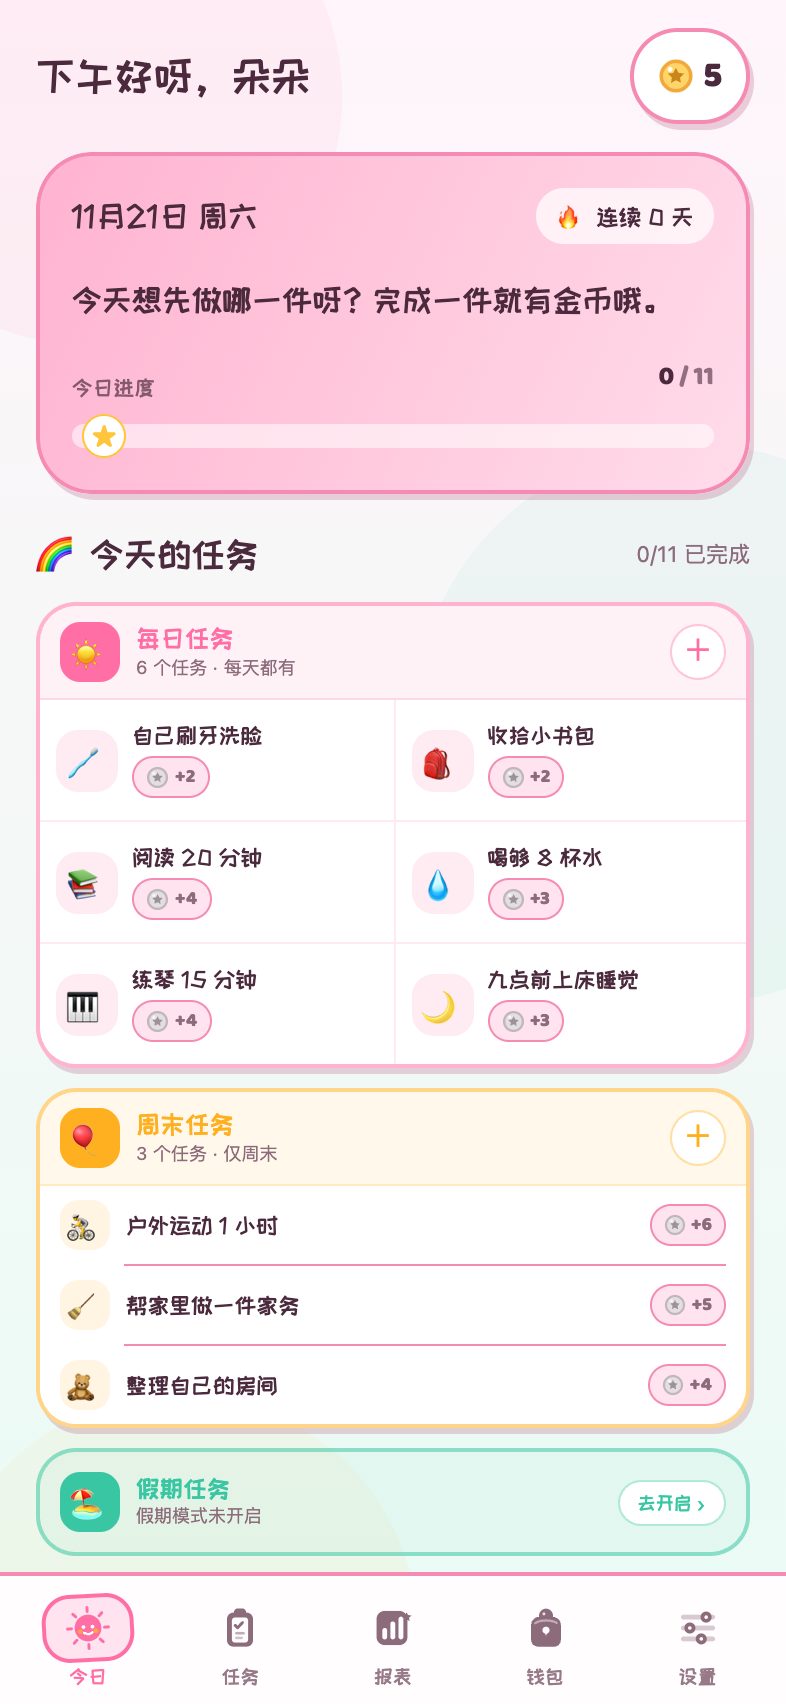 下午好呀，朵朵
5
11月21日 周六
连续 0 天
今天想先做哪一件呀？完成一件就有金币哦。
今日进度
0 / 11
今天的任务
0/11 已完成
每日任务
6 个任务 · 每天都有
自己刷牙洗脸
+2
收拾小书包
+2
阅读 20 分钟
+4
喝够 8 杯水
+3
练琴 15 分钟
+4
九点前上床睡觉
+3
周末任务
3 个任务 · 仅周末
户外运动 1 小时
+6
帮家里做一件家务
+5
整理自己的房间
+4
假期任务
假期模式未开启
去开启 ›
今日
任务
报表
钱包
设置